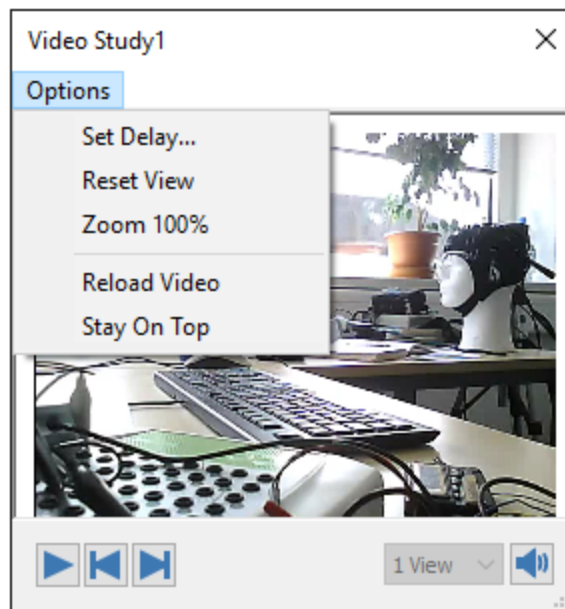 Video Study1
Options
Set Delay...
Reset View
Zoom 100%
Reload Video
Stay On Top
1 View